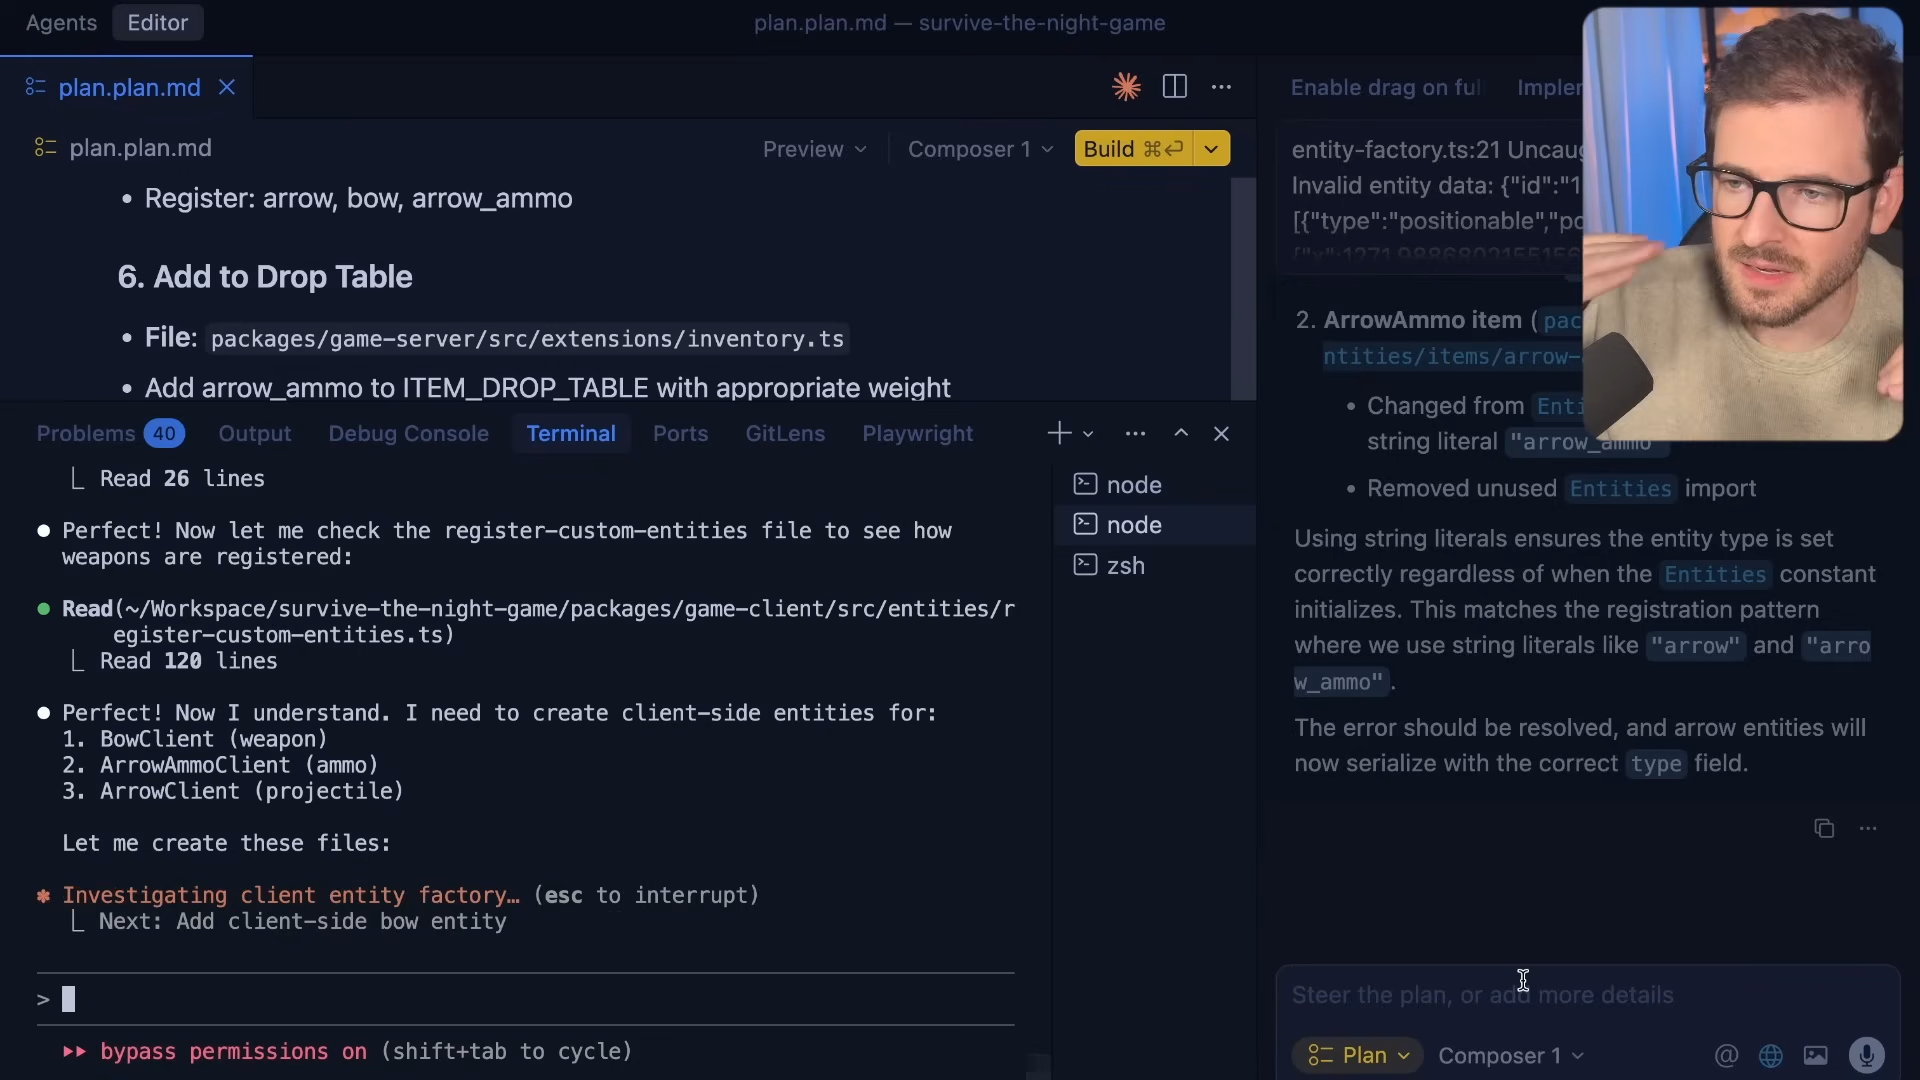 Agents Editor
plan.plan.md — survive-the-night-game
plan.plan.md
plan.plan.md
Preview
Composer 1
Build ⌘↵
• Register: arrow, bow, arrow_ammo
6. Add to Drop Table
• File: packages/game-server/src/extensions/inventory.ts
• Add arrow_ammo to ITEM_DROP_TABLE with appropriate weight
Problems 40 Output Debug Console Terminal Ports GitLens Playwright
Read 26 lines
Perfect! Now let me check the register-custom-entities file to see how
weapons are registered:
Read(~/Workspace/survive-the-night-game/packages/game-client/src/entities/r
egister-custom-entities.ts)
Read 120 lines
Perfect! Now I understand. I need to create client-side entities for:
1. BowClient (weapon)
2. ArrowAmmoClient (ammo)
3. ArrowClient (projectile)
Let me create these files:
Investigating client entity factory… (esc to interrupt)
Next: Add client-side bow entity
>
bypass permissions on (shift+tab to cycle)
node
node
zsh
Enable drag on ful
Implen
entity-factory.ts:21 Uncaug
Invalid entity data: {"id":"1
[{"type":"positionable","po
2. ArrowAmmo item (pac
ntities/items/arrow-
• Changed from Enti
string literal "arrow_ammo
• Removed unused Entities import
Using string literals ensures the entity type is set
correctly regardless of when the Entities constant
initializes. This matches the registration pattern
where we use string literals like "arrow" and "arro
w_ammo".
The error should be resolved, and arrow entities will
now serialize with the correct type field.
Steer the plan, or add more details
Plan Composer 1 @